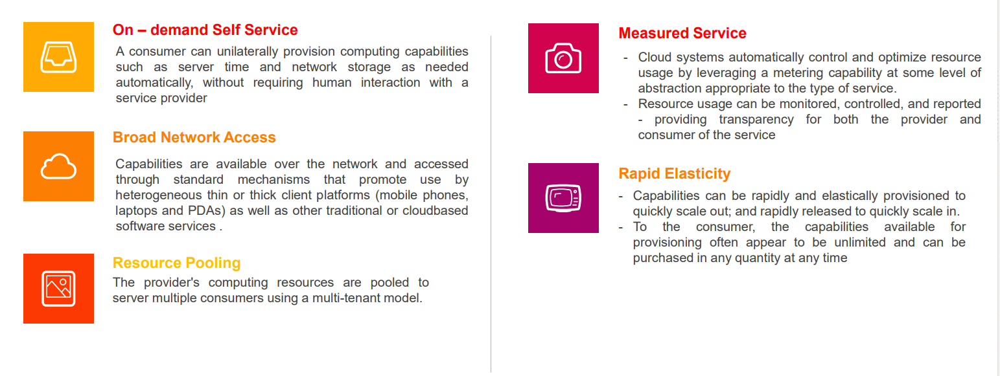 On – demand Self Service
A consumer can unilaterally provision computing capabilities
such as server time and network storage as needed
automatically, without requiring human interaction with a
service provider
Broad Network Access
Capabilities are available over the network and accessed
through standard mechanisms that promote use by
heterogeneous thin or thick client platforms (mobile phones,
laptops and PDAs) as well as other traditional or cloudbased
software services .
Resource Pooling
The provider's computing resources are pooled to
server multiple consumers using a multi-tenant model.
Measured Service
- Cloud systems automatically control and optimize resource
usage by leveraging a metering capability at some level of
abstraction appropriate to the type of service.
- Resource usage can be monitored, controlled, and reported
- providing transparency for both the provider and
consumer of the service
Rapid Elasticity
- Capabilities can be rapidly and elastically provisioned to
quickly scale out; and rapidly released to quickly scale in.
- To the consumer, the capabilities available for
provisioning often appear to be unlimited and can be
purchased in any quantity at any time